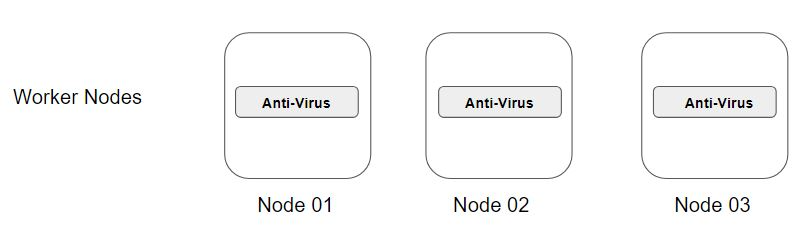 Worker Nodes
Anti-Virus
Anti-Virus
Anti-Virus
Node 01
Node 02
Node 03